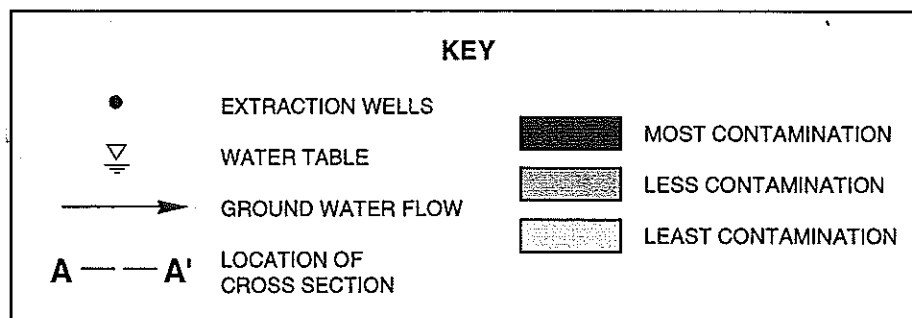 KEY
EXTRACTION WELLS
WATER TABLE
GROUND WATER FLOW
A — — A' LOCATION OF
CROSS SECTION
MOST CONTAMINATION
LESS CONTAMINATION
LEAST CONTAMINATION